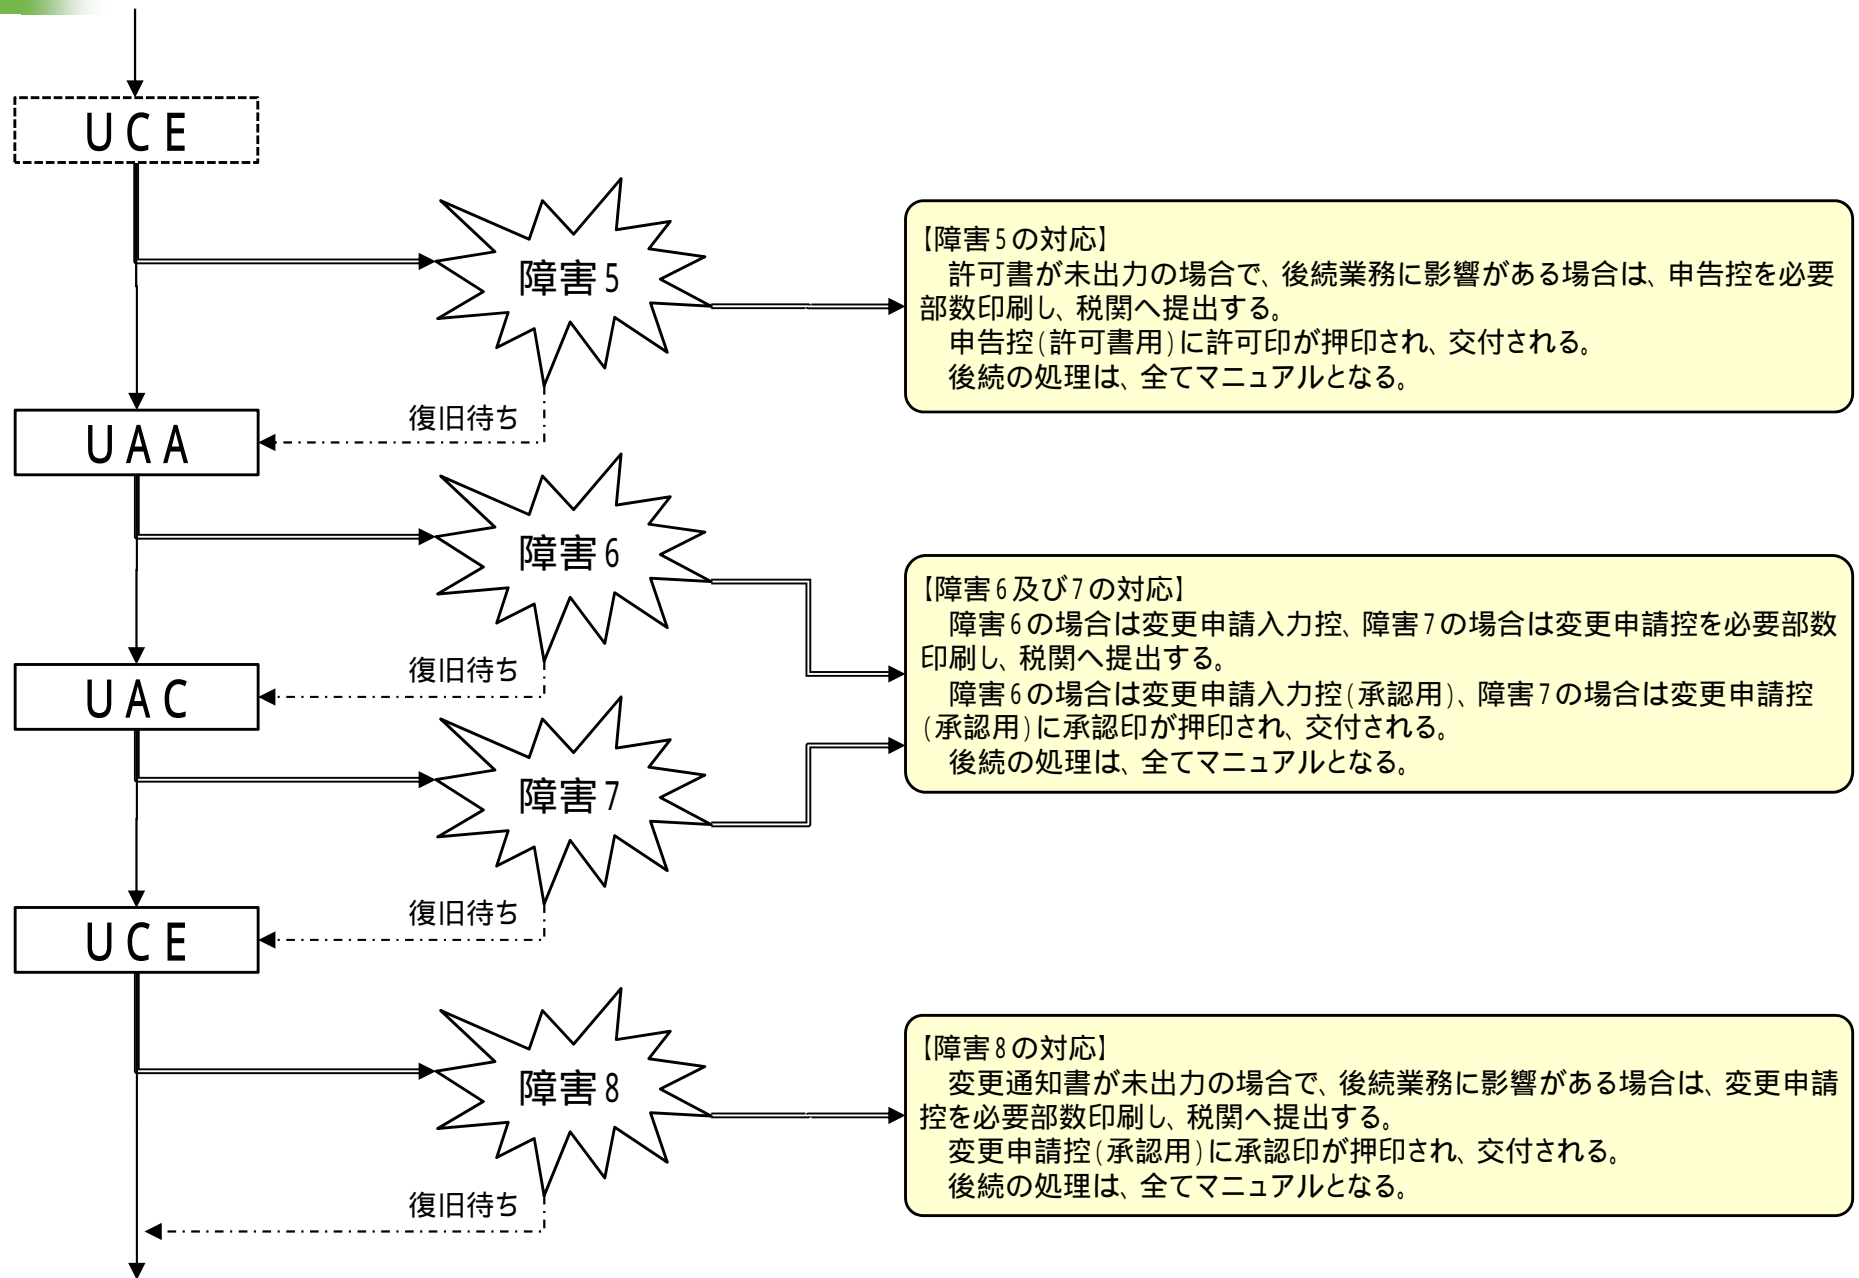 UCE
障害5
【障害5の対応】
許可書が未出力の場合で、後続業務に影響がある場合は、申告控を必要
部数印刷し、税関へ提出する。
申告控(許可書用)に許可印が押印され、交付される。
後続の処理は、全てマニュアルとなる。
復旧待ち
UAA
障害6
【障害6及び7の対応】
障害6の場合は変更申請入力控、障害7の場合は変更申請控を必要部数
印刷し、税関へ提出する。
障害6の場合は変更申請入力控(承認用)、障害7の場合は変更申請控
(承認用)に承認印が押印され、交付される。
後続の処理は、全てマニュアルとなる。
復旧待ち
UAC
障害7
復旧待ち
UCE
障害8
【障害8の対応】
変更通知書が未出力の場合で、後続業務に影響がある場合は、変更申請
控を必要部数印刷し、税関へ提出する。
変更申請控(承認用)に承認印が押印され、交付される。
後続の処理は、全てマニュアルとなる。
復旧待ち